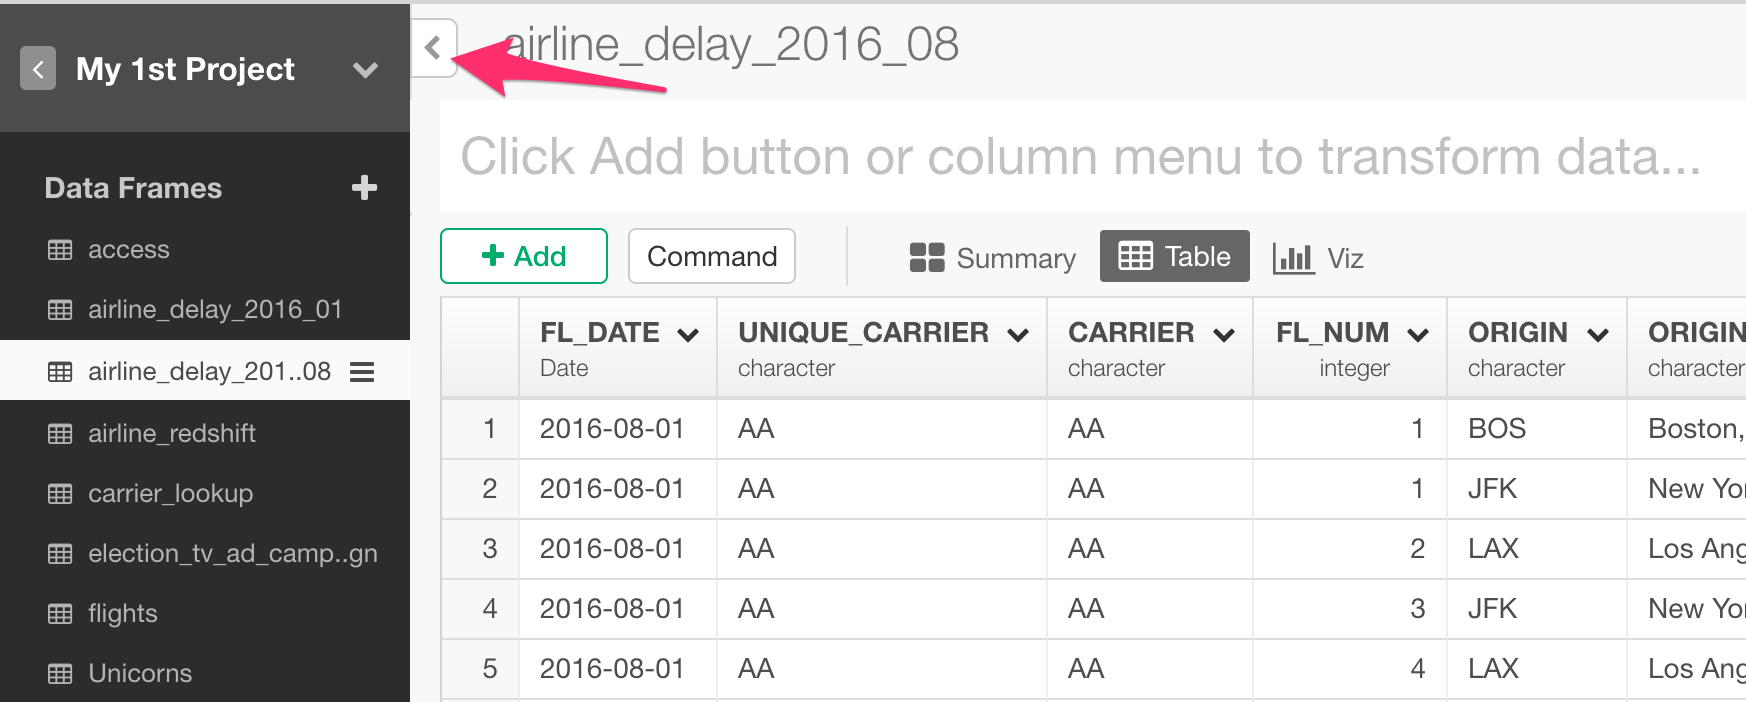 My 1st Project
Data Frames
access
airline_delay_2016_01
airline_delay_201..08
airline_redshift
carrier_lookup
election_tv_ad_camp..gn
flights
Unicorns
airline_delay_2016_08
Click Add button or column menu to transform data...
Add Command Summary Table Viz
FL_DATE UNIQUE_CARRIER CARRIER FL_NUM ORIGIN ORIGIN
Date character character integer character character
1 2016-08-01 AA AA 1 BOS Boston,
2 2016-08-01 AA AA 1 JFK New Yor
3 2016-08-01 AA AA 2 LAX Los Ang
4 2016-08-01 AA AA 3 JFK New Yor
5 2016-08-01 AA AA 4 LAX Los Ang